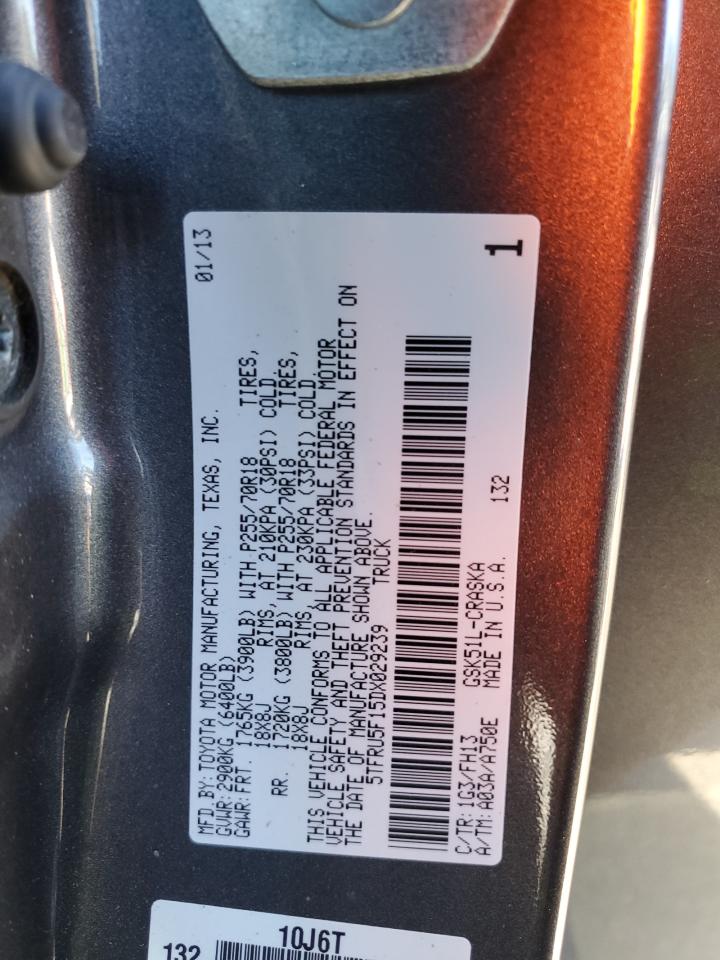 MFD.BY:TOYOTA MOTOR MANUFACTURING, TEXAS, INC. 01/13
GVWR:2900KG (6400LB)
GAWR:FRT. 1765KG (3900LB) WITH P255/70R18 TIRES,
18X8J RIMS, AT 210KPA (30PSI) COLD
RR. 1720KG (3800LB) WITH P255/70R18 TIRES,
18X8J RIMS, AT 230KPA (33PSI) COLD
THIS VEHICLE CONFORMS TO ALL APPLICABLE FEDERAL MOTOR
VEHICLE SAFETY AND THEFT PREVENTION STANDARDS IN EFFECT ON
THE DATE OF MANUFACTURE SHOWN ABOVE.
5TFRU5F15DX029239 TRUCK
C/TR:1G3/FH13 GSK51L-CRASKA
A/TM:A03A/A750E MADE IN U.S.A. 132
1
10J6T
132